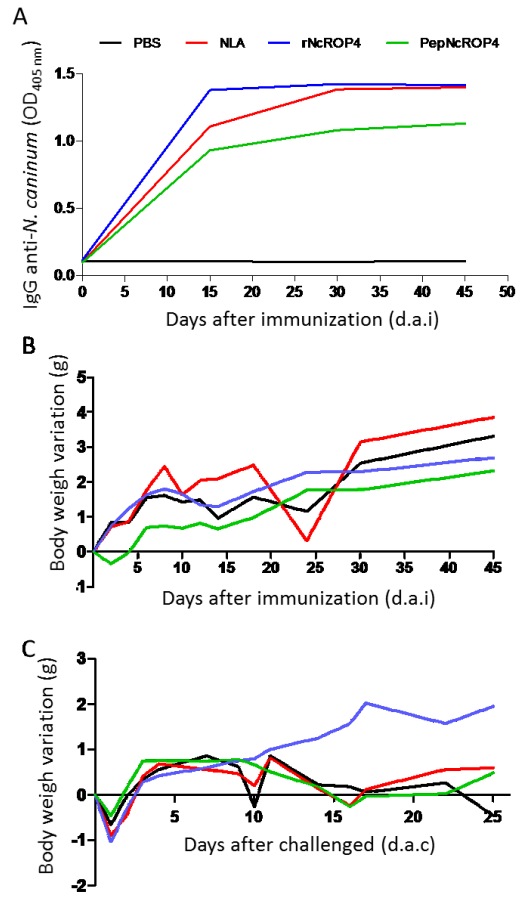 A
PBS NLA rNcROP4 PepNcROP4
1.5
1.0
0.5
0.0
0 5 10 15 20 25 30 35 40 45 50
IgG anti-N. caninum (OD405 nm)
Days after immunization (d.a.i)
B
5
4
3
2
1
0
-1
5 10 15 20 25 30 35 40 45
Body weigh variation (g)
Days after immunization (d.a.i)
C
3
2
1
0
-1
-2
5 10 15 20 25
Body weigh variation (g)
Days after challenged (d.a.c)